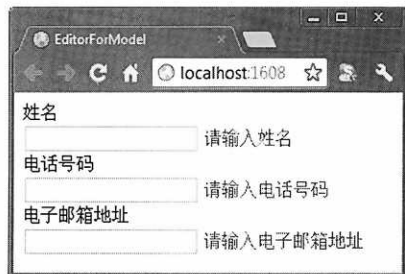 EditorForModel
localhost:1608
姓名
请输入姓名
电话号码
请输入电话号码
电子邮箱地址
请输入电子邮箱地址